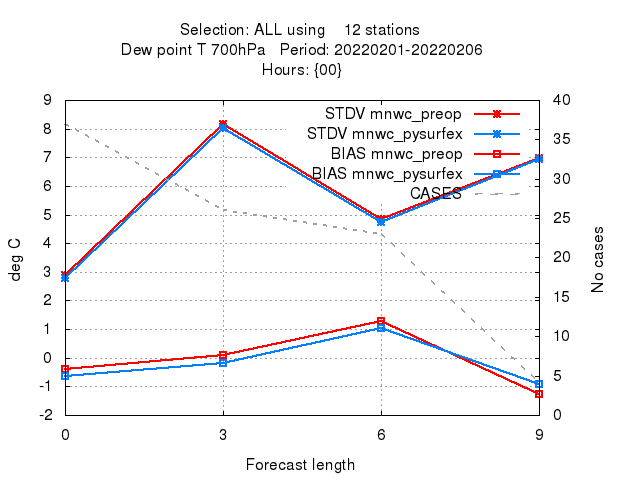 Selection: ALL using 12 stations
Dew point T 700hPa Period: 20220201-20220206
Hours: {00}
9
8
7
6
5
4
3
2
1
0
-1
-2
deg C
STDV mnwc_preop
STDV mnwc_pysurfex
BIAS mnwc_preop
BIAS mnwc_pysurfex
CASES
40
35
30
25
20
15
10
5
0
No cases
0 3 6 9
Forecast length